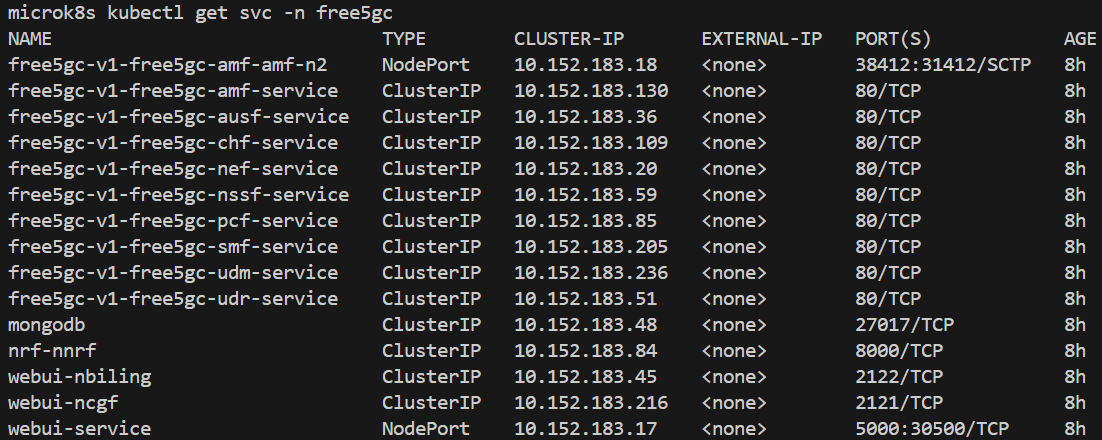 microk8s kubectl get svc -n free5gc
NAME TYPE CLUSTER-IP EXTERNAL-IP PORT(S) AGE
free5gc-v1-free5gc-amf-amf-n2 NodePort 10.152.183.18 <none> 38412:31412/SCTP 8h
free5gc-v1-free5gc-amf-service ClusterIP 10.152.183.130 <none> 80/TCP 8h
free5gc-v1-free5gc-ausf-service ClusterIP 10.152.183.36 <none> 80/TCP 8h
free5gc-v1-free5gc-chf-service ClusterIP 10.152.183.109 <none> 80/TCP 8h
free5gc-v1-free5gc-nef-service ClusterIP 10.152.183.20 <none> 80/TCP 8h
free5gc-v1-free5gc-nssf-service ClusterIP 10.152.183.59 <none> 80/TCP 8h
free5gc-v1-free5gc-pcf-service ClusterIP 10.152.183.85 <none> 80/TCP 8h
free5gc-v1-free5gc-smf-service ClusterIP 10.152.183.205 <none> 80/TCP 8h
free5gc-v1-free5gc-udm-service ClusterIP 10.152.183.236 <none> 80/TCP 8h
free5gc-v1-free5gc-udr-service ClusterIP 10.152.183.51 <none> 80/TCP 8h
mongodb ClusterIP 10.152.183.48 <none> 27017/TCP 8h
nrf-nnrf ClusterIP 10.152.183.84 <none> 8000/TCP 8h
webui-nbiling ClusterIP 10.152.183.45 <none> 2122/TCP 8h
webui-ncgf ClusterIP 10.152.183.216 <none> 2121/TCP 8h
webui-service NodePort 10.152.183.17 <none> 5000:30500/TCP 8h